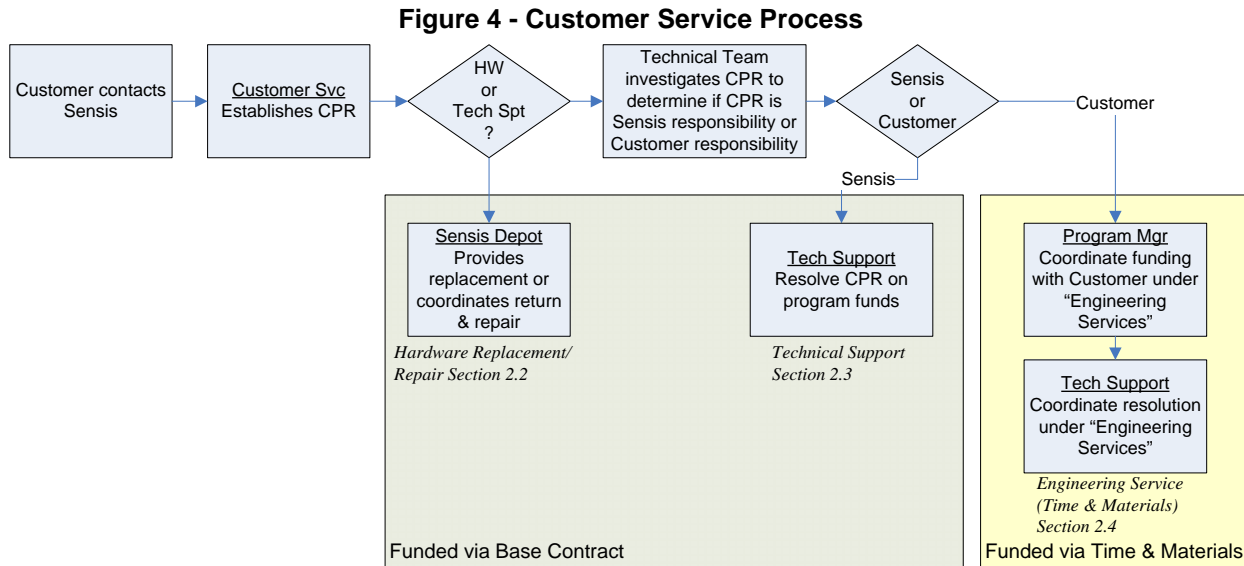 Figure 4 - Customer Service Process
Customer contacts
Sensis
Customer Svc
Establishes CPR
HW
or
Tech Spt
?
Technical Team
investigates CPR to
determine if CPR is
Sensis responsibility or
Customer responsibility
Sensis
or
Customer
Customer
Sensis
Sensis Depot
Provides
replacement or
coordinates return
& repair
Hardware Replacement/
Repair Section 2.2
Tech Support
Resolve CPR on
program funds
Technical Support
Section 2.3
Program Mgr
Coordinate funding
with Customer under
“Engineering
Services”
Tech Support
Coordinate resolution
under “Engineering
Services”
Engineering Service
(Time & Materials)
Section 2.4
Funded via Base Contract
Funded via Time & Materials